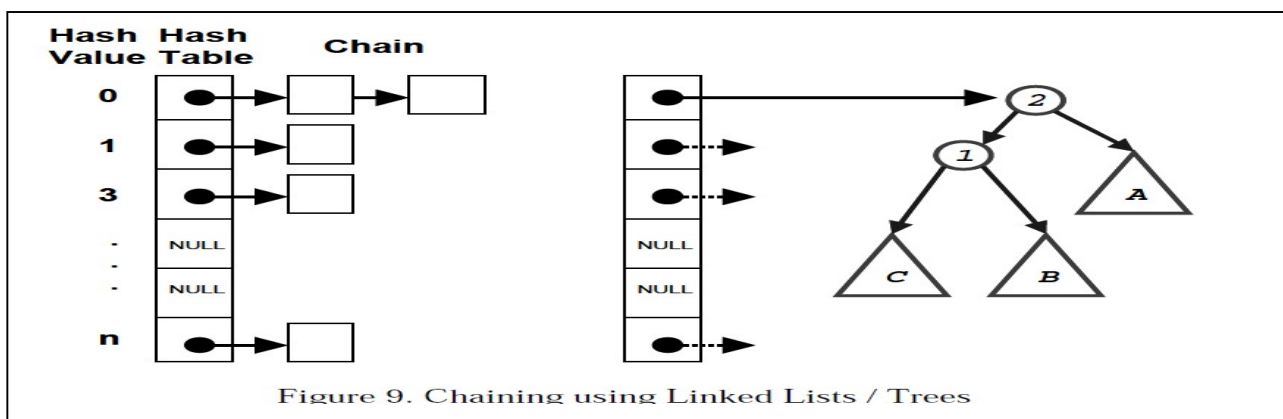 Hash Hash
Value Table
Chain
0
1
3
.
.
.
n
NULL
NULL
NULL
NULL
2
1
A
C
B
Figure 9. Chaining using Linked Lists / Trees